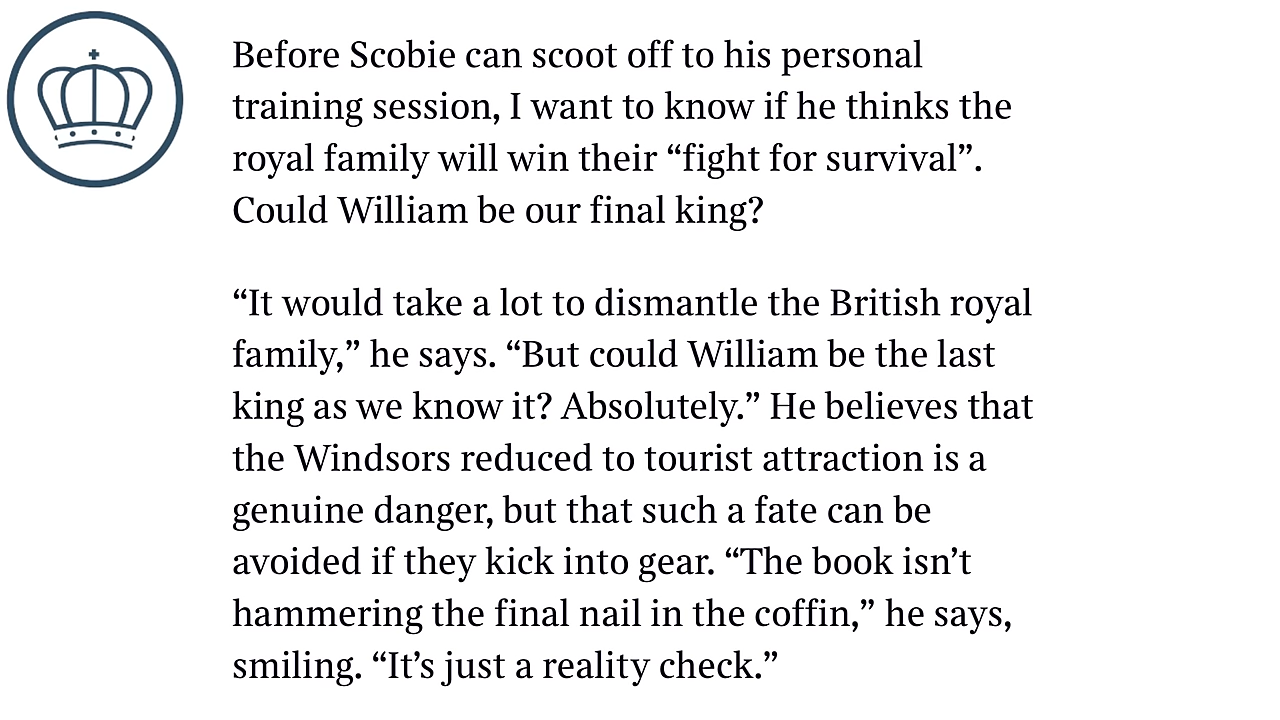 Before Scobie can scoot off to his personal
training session, I want to know if he thinks the
royal family will win their “fight for survival”.
Could William be our final king?
“It would take a lot to dismantle the British royal
family,” he says. “But could William be the last
king as we know it? Absolutely.” He believes that
the Windsors reduced to tourist attraction is a
genuine danger, but that such a fate can be
avoided if they kick into gear. “The book isn’t
hammering the final nail in the coffin,” he says,
smiling. “It’s just a reality check.”